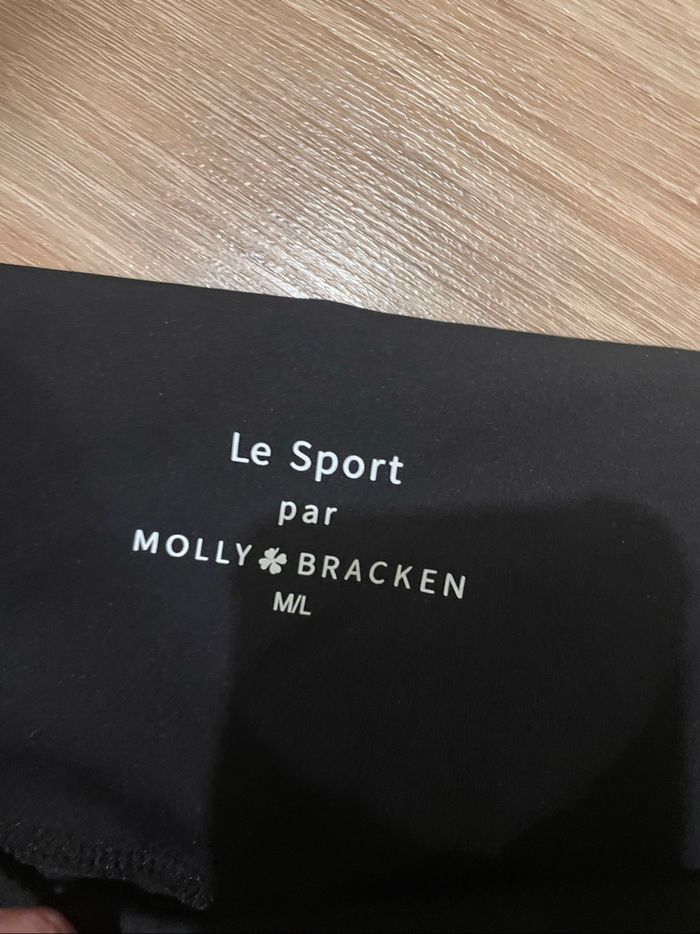 Le Sport
par
MOLLY BRACKEN
M/L